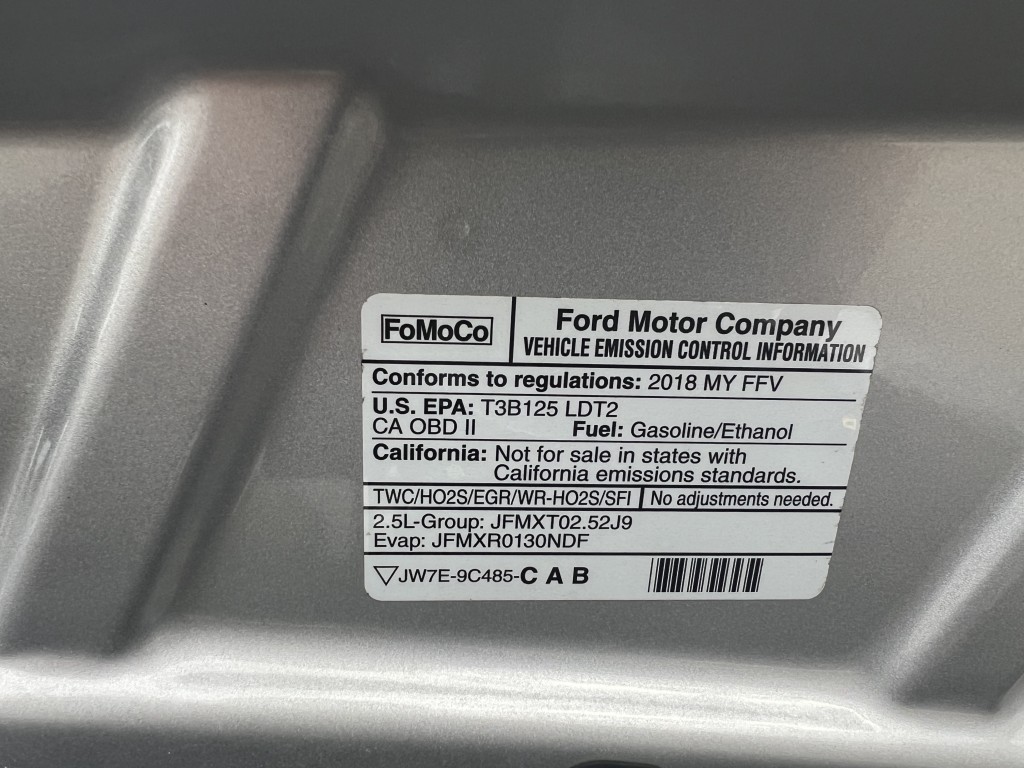 FoMoCo
Ford Motor Company
VEHICLE EMISSION CONTROL INFORMATION
Conforms to regulations: 2018 MY FFV
U.S. EPA: T3B125 LDT2
CA OBD II Fuel: Gasoline/Ethanol
California: Not for sale in states with
California emissions standards.
TWC/HO2S/EGR/WR-HO2S/SFI No adjustments needed.
2.5L-Group: JFMXT02.52J9
Evap: JFMXR0130NDF
JW7E-9C485-C A B